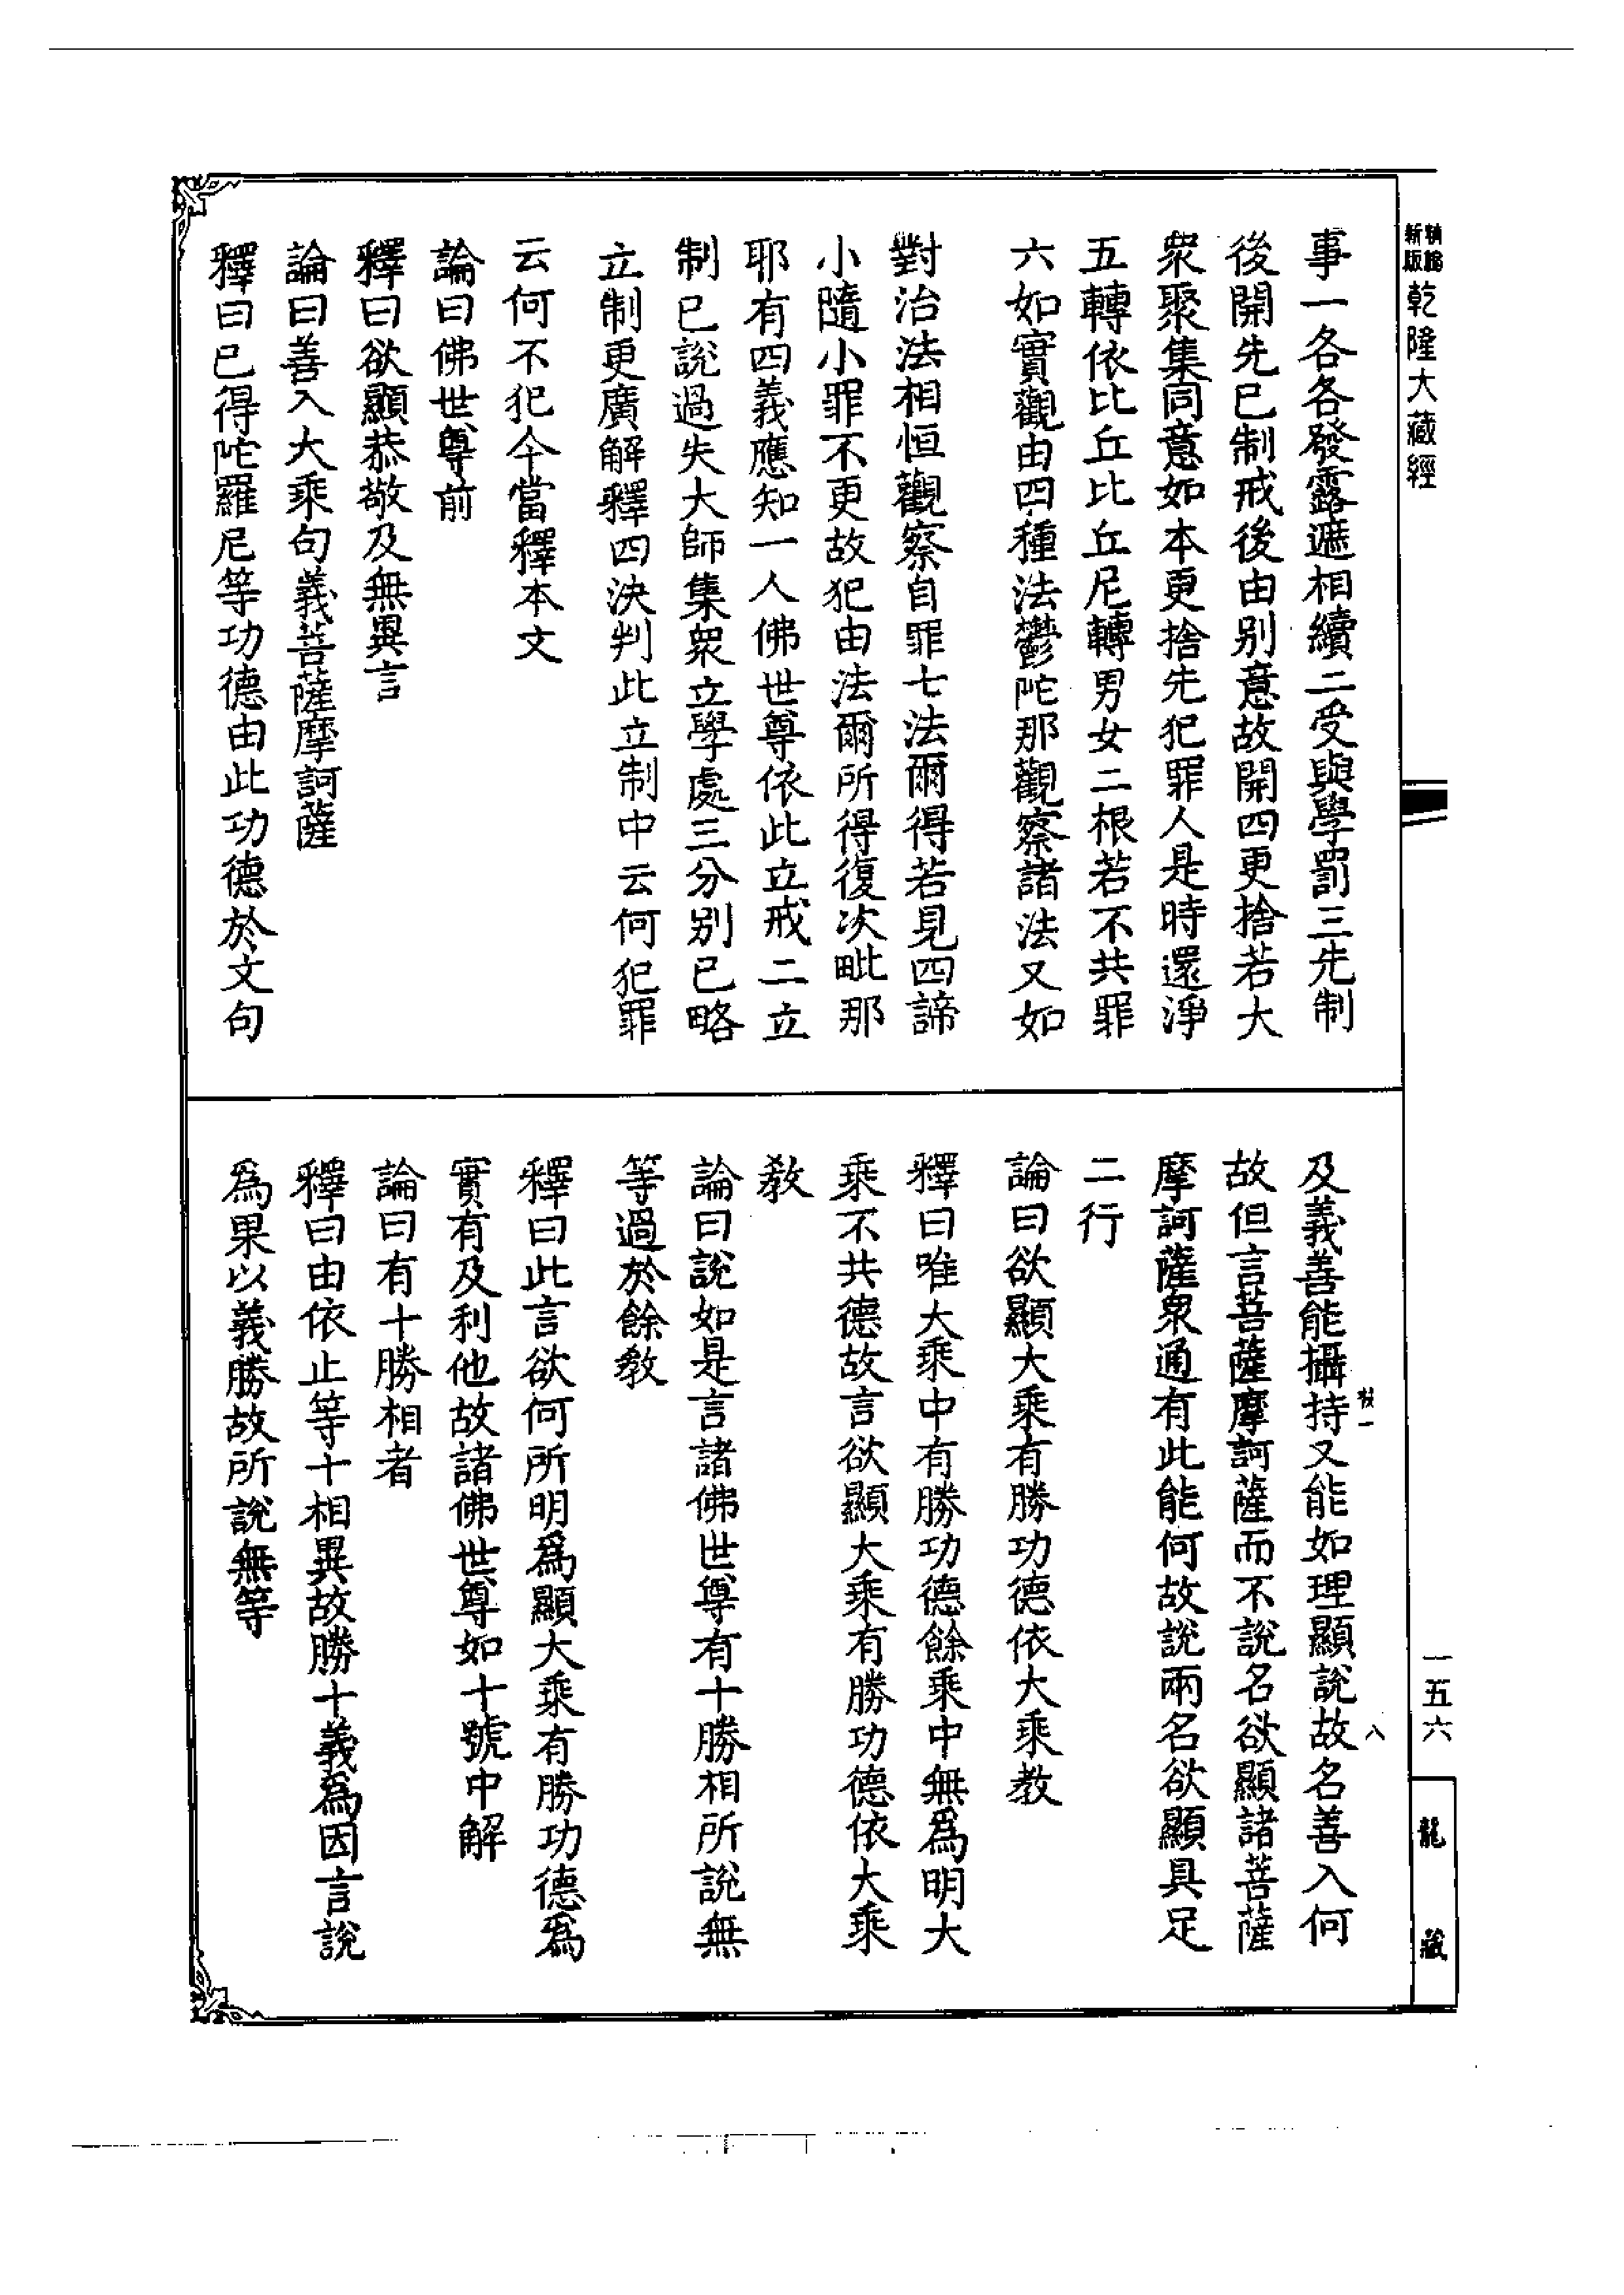 新版
乾隆大藏經
事一各各發露遮相續二受與學罰三先制
後開先已制戒後由别意故開四更捨若大
衆聚集同意如本更捨先犯罪人是時還淨
五轉依比丘比丘尼轉男女二根若不共罪
六如實觀由四種法鬱陀那觀察諸法又如
對治法相恒觀察自罪七法爾得若見四諦
小隨小罪不更故犯由法爾所得復次毗那
耶有四義應知一人佛世尊依此立戒二立
制已說過失大師集衆立學處三分别已略
立制更廣解釋四決判此立制中云何犯罪
云何不犯今當釋本文
論曰佛世尊前
釋曰欲顯恭敬及無異言
論曰善入大乘句義菩薩摩訶薩
釋曰已得陀羅尼等功德由此功德於文句
及義善能攝持又能如理顯說故名善入何
故但言菩薩摩訶薩而不說名欲顯諸菩薩
摩訶薩衆通有此能何故說兩名欲顯具足
二行
論曰欲顯大乘有勝功德依大乘教
釋曰唯大乘中有勝功德餘乘中無爲明大
乘不共德故言欲顯大乘有勝功德依大乘
教
論曰說如是言諸佛世尊有十勝相所說無
等過於餘教
釋曰此言欲何所明爲顯大乘有勝功德爲
實有及利他故諸佛世尊如十號中解
論曰有十勝相者
釋曰由依止等十相異故勝十義爲因言說
爲果以義勝故所說無等
一五六
龍藏
八